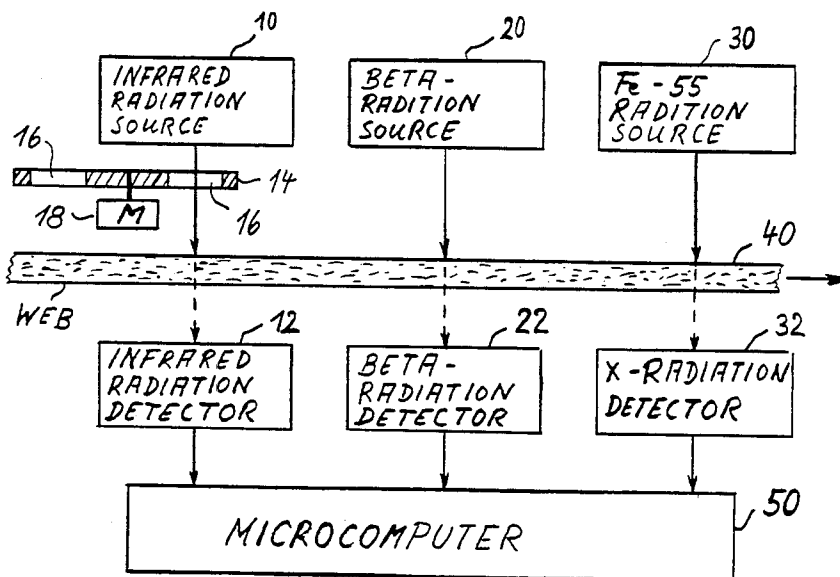 10
20
30
INFRARED
RADIATION
SOURCE
BETA-
RADITION
SOURCE
Fe-55
RADITION
SOURCE
16
14
16
18
M
40
WEB
12
22
32
INFRARED
RADIATION
DETECTOR
BETA-
RADIATION
DETECTOR
X-RADIATION
DETECTOR
50
MICROCOMPUTER